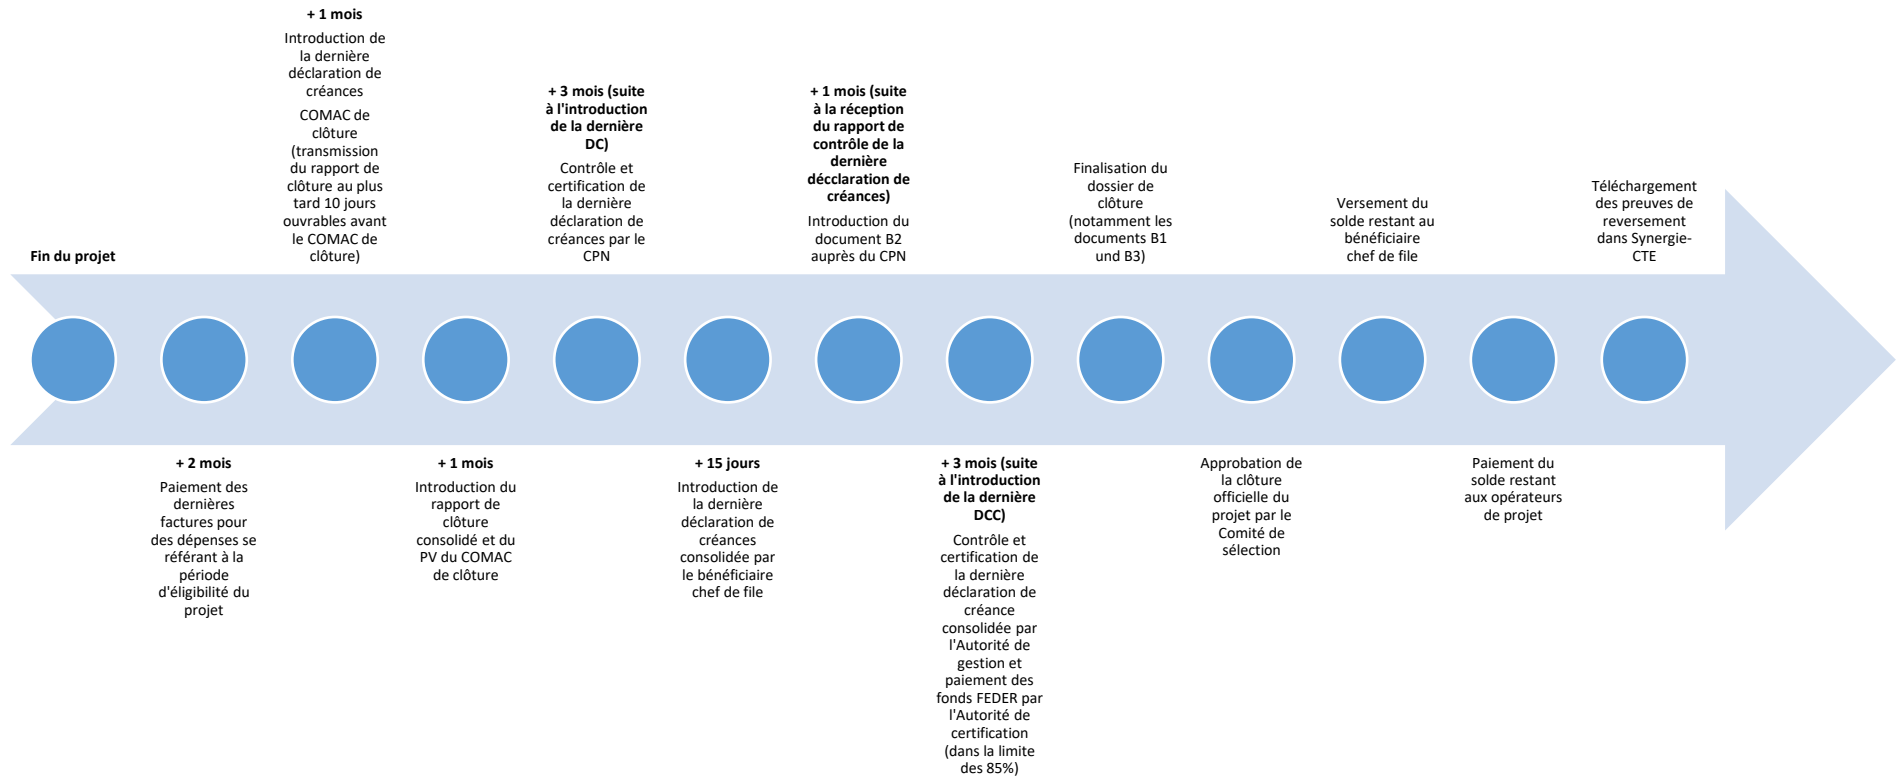 Fin du projet
+ 2 mois
Paiement des
dernières
factures pour
des dépenses se
référant à la
période
d'éligibilité du
projet
+ 1 mois
Introduction de
la dernière
déclaration de
créances
COMAC de
clôture
(transmission
du rapport de
clôture au plus
tard 10 jours
ouvrables avant
le COMAC de
clôture)
+ 1 mois
Introduction du
rapport de
clôture
consolidé et du
PV du COMAC
de clôture
+ 3 mois (suite
à l'introduction
de la dernière
DC)
Contrôle et
certification de
la dernière
déclaration de
créances par le
CPN
+ 15 jours
Introduction de
la dernière
déclaration de
créances
consolidée par
le bénéficiaire
chef de file
+ 1 mois (suite
à la réception
du rapport de
contrôle de la
dernière
décclaration de
créances)
Introduction du
document B2
auprès du CPN
+ 3 mois (suite
à l'introduction
de la dernière
DCC)
Contrôle et
certification de
la dernière
déclaration de
créance
consolidée par
l'Autorité de
gestion et
paiement des
fonds FEDER par
l'Autorité de
certification
(dans la limite
des 85%)
Finalisation du
dossier de
clôture
(notamment les
documents B1
und B3)
Approbation de
la clôture
officielle du
projet par le
Comité de
sélection
Versement du
solde restant au
bénéficiaire
chef de file
Paiement du
solde restant
aux opérateurs
de projet
Téléchargement
des preuves de
reversement
dans Synergie-
CTE